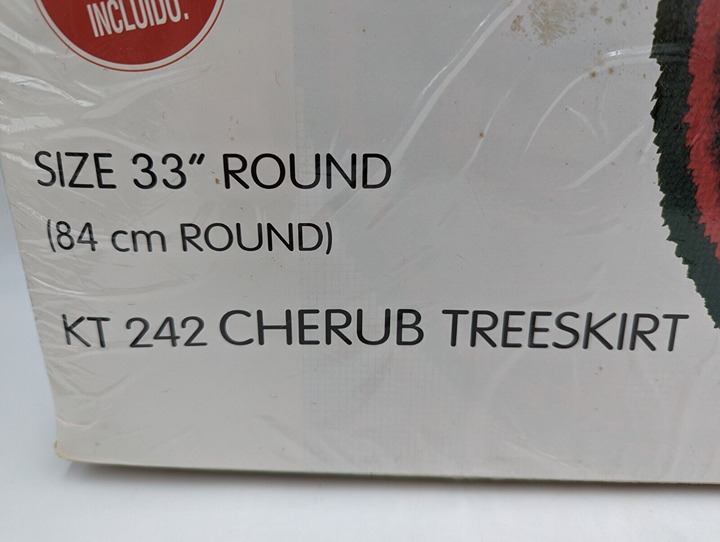 INCLUIDO.
SIZE 33" ROUND
(84 cm ROUND)
KT 242 CHERUB TREESKIRT